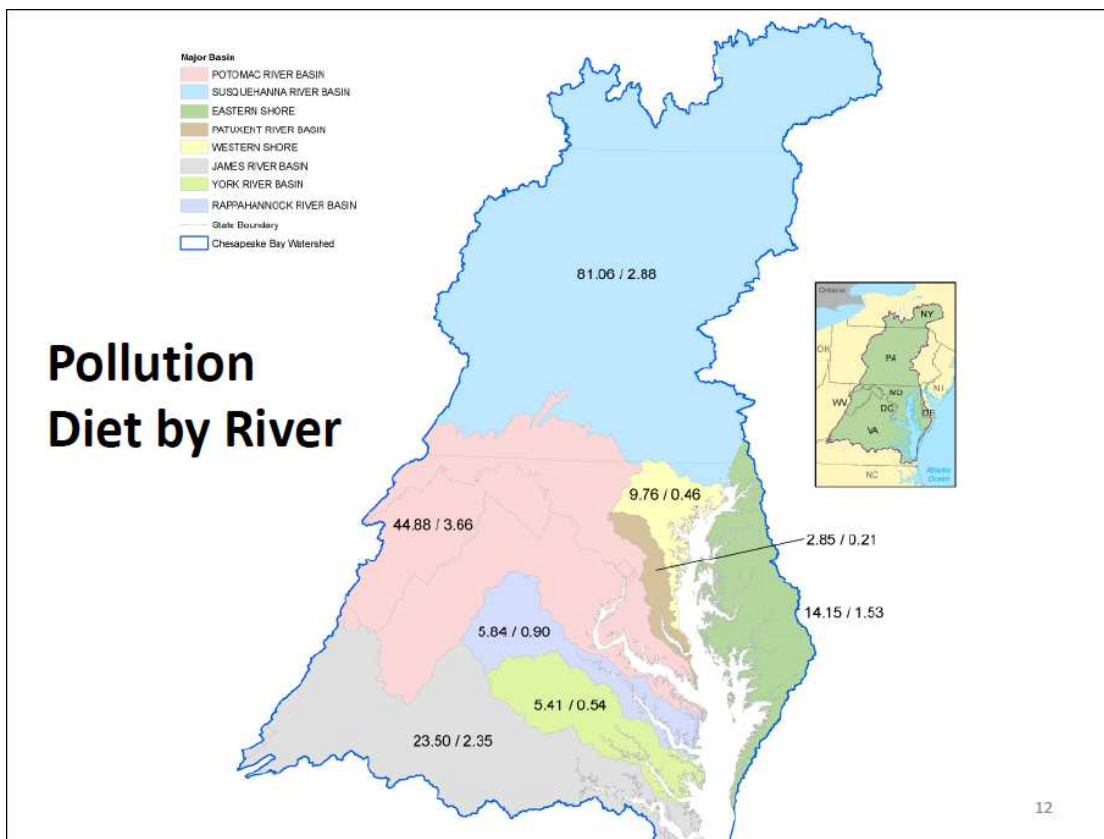 Major Basin
POTOMAC RIVER BASIN
SUSQUEHANNA RIVER BASIN
EASTERN SHORE
PATUXENT RIVER BASIN
WESTERN SHORE
JAMES RIVER BASIN
YORK RIVER BASIN
RAPPAHANNOCK RIVER BASIN
State Boundary
Chesapeake Bay Watershed
81.06 / 2.88
Pollution
Diet by River
Ontario
NY
OH
PA
NJ
MD
WV
DC
DE
VA
NC
Atlantic
Ocean
9.76 / 0.46
44.88 / 3.66
2.85 / 0.21
14.15 / 1.53
5.84 / 0.90
5.41 / 0.54
23.50 / 2.35
12